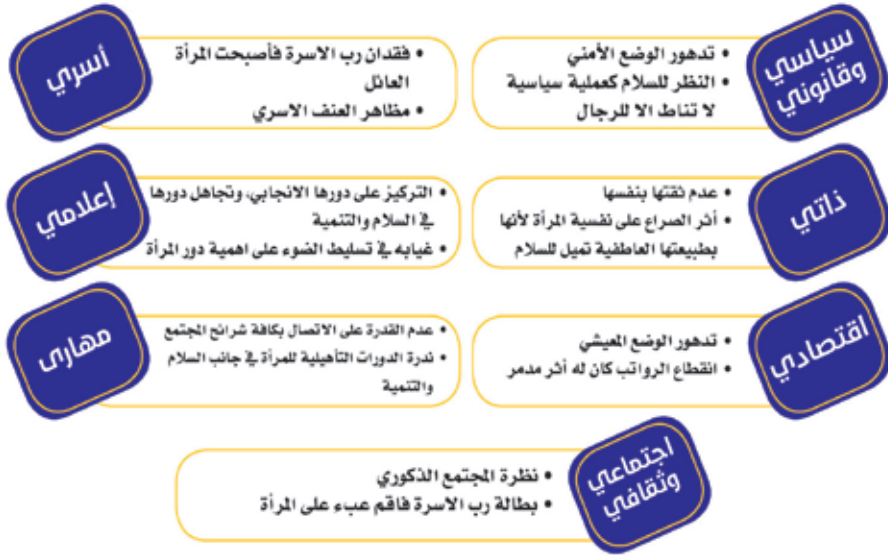 سياسي
وقانوني
• تدهور الوضع الأمني
• النظر للسلام كعملية سياسية
لا تناط الا للرجال
أسري
• فقدان رب الاسرة فأصبحت المرأة
العائل
• مظاهر العنف الاسري
ذاتي
• عدم ثقتها بنفسها
• أثر الصراع على نفسية المرأة لأنها
بطبيعتها العاطفية تميل للسلام
إعلامي
• التركيز على دورها الانجابي، وتجاهل دورها
في السلام والتنمية
• غيابه في تسليط الضوء على اهمية دور المرأة
اقتصادي
• تدهور الوضع المعيشي
• انقطاع الرواتب كان له أثر مدمر
مهارى
• عدم القدرة على الاتصال بكافة شرائح المجتمع
• ندرة الدورات التأهيلية للمرأة في جانب السلام
والتنمية
اجتماعي
وثقافي
• نظرة المجتمع الذكوري
• بطالة رب الاسرة فاقم عبء على المرأة